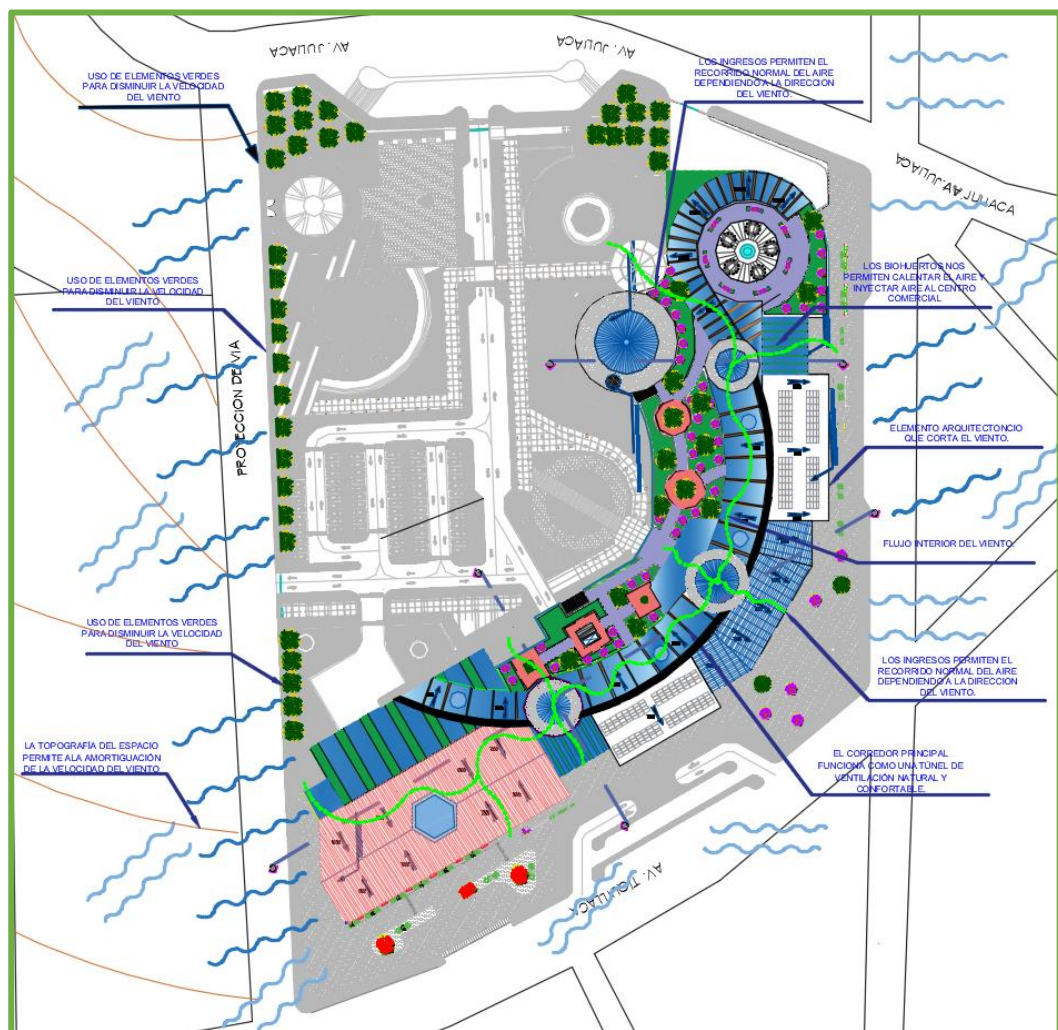 AV. JULIACA
AV. JULIACA
USO DE ELEMENTOS VERDES
PARA DISMINUIR LA VELOCIDAD
DEL VIENTO
LOS INGRESOS PERMITEN EL
RECORRIDO NORMAL DEL AIRE
DEPENDIENDO A LA DIRECCION
DEL VIENTO.
AV. JULIACA
USO DE ELEMENTOS VERDES
PARA DISMINUIR LA VELOCIDAD
DEL VIENTO
LOS BIOHUERTOS NOS
PERMITEN CALENTAR EL AIRE Y
INYECTAR AIRE AL CENTRO
COMERCIAL
PROYECCION DE VIA
ELEMENTO ARQUITECTONCIO
QUE CORTA EL VIENTO.
FLUJO INTERIOR DEL VIENTO.
USO DE ELEMENTOS VERDES
PARA DISMINUIR LA VELOCIDAD
DEL VIENTO
LOS INGRESOS PERMITEN EL
RECORRIDO NORMAL DEL AIRE
DEPENDIENDO A LA DIRECCION
DEL VIENTO.
LA TOPOGRAFÍA DEL ESPACIO
PERMITE ALA AMORTIGUACIÓN
DE LA VELOCIDAD DEL VIENTO
EL CORREDOR PRINCIPAL
FUNCIONA COMO UNA TÚNEL DE
VENTILACIÓN NATURAL Y
CONFORTABLE.
AV. TIQUILLACA